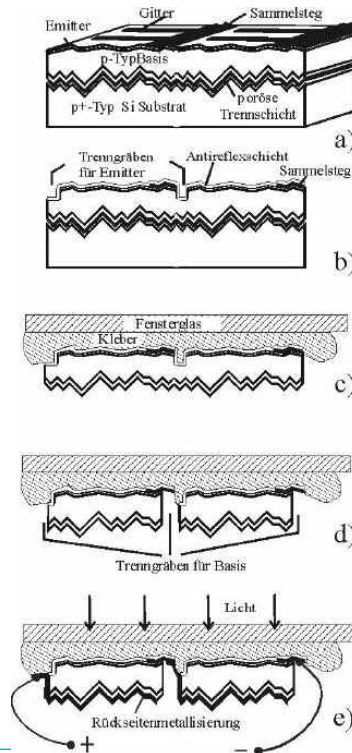 Emitter
Gitter
Sammelsteg
p-TypBasis
p+-Typ Si Substrat
poröse
Trennschicht
a)
Trenngräben
für Emitter
Antireflexschicht
Sammelsteg
b)
Fensterglas
Kleber
c)
d)
Trenngräben für Basis
Licht
Rückseitenmetallisierung
e)
+
−